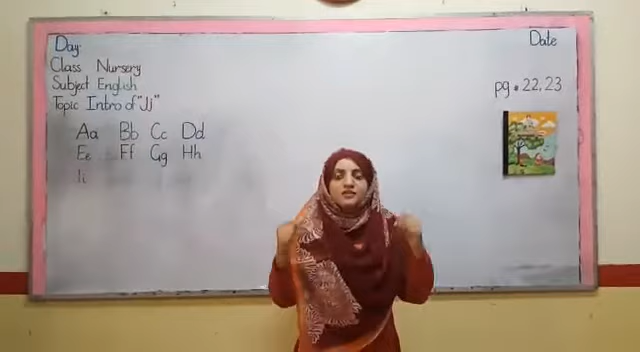 Day:
Date
Class Nursery
Subject English
pg # 22, 23
Topic Intro of "Jj"
Aa Bb Cc Dd
Ee Ff Gg Hh
Ii